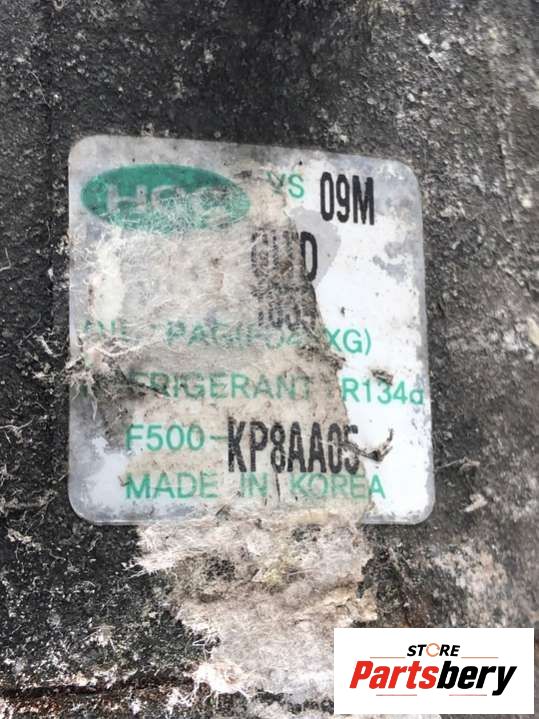 HCC VS 09M
REFRIGERANT R134a
F500-KP8AA05
MADE IN KOREA
STORE
Partsbery